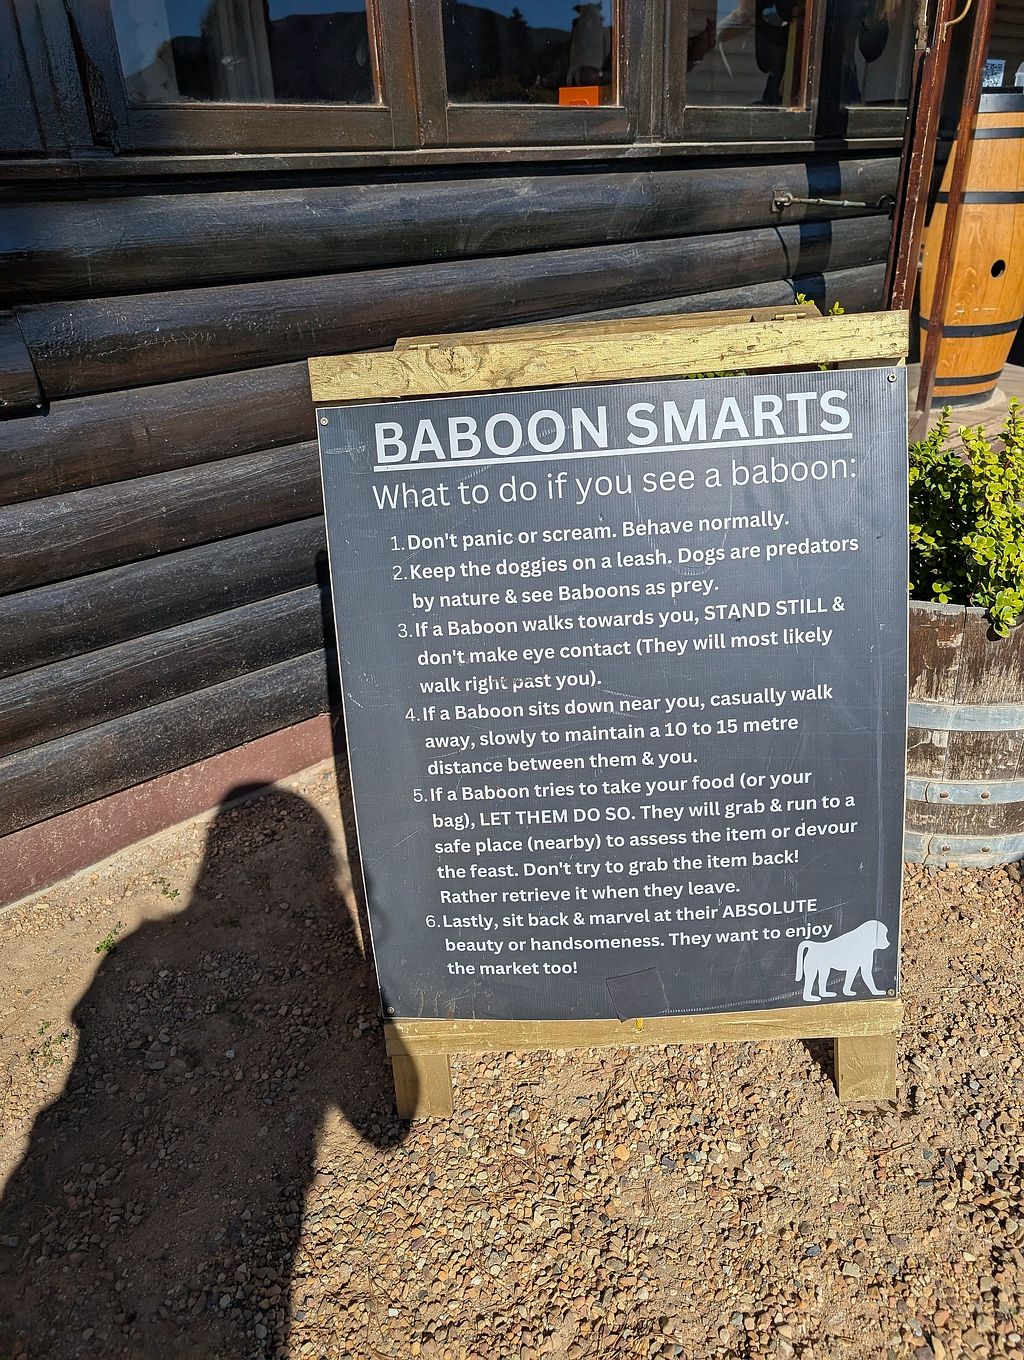 BABOON SMARTS
What to do if you see a baboon:
1. Don't panic or scream. Behave normally.
2. Keep the doggies on a leash. Dogs are predators
by nature & see Baboons as prey.
3. If a Baboon walks towards you, STAND STILL &
don't make eye contact (They will most likely
walk right past you).
4. If a Baboon sits down near you, casually walk
away, slowly to maintain a 10 to 15 metre
distance between them & you.
5. If a Baboon tries to take your food (or your
bag), LET THEM DO SO. They will grab & run to a
safe place (nearby) to assess the item or devour
the feast. Don't try to grab the item back!
Rather retrieve it when they leave.
6. Lastly, sit back & marvel at their ABSOLUTE
beauty or handsomeness. They want to enjoy
the market too!